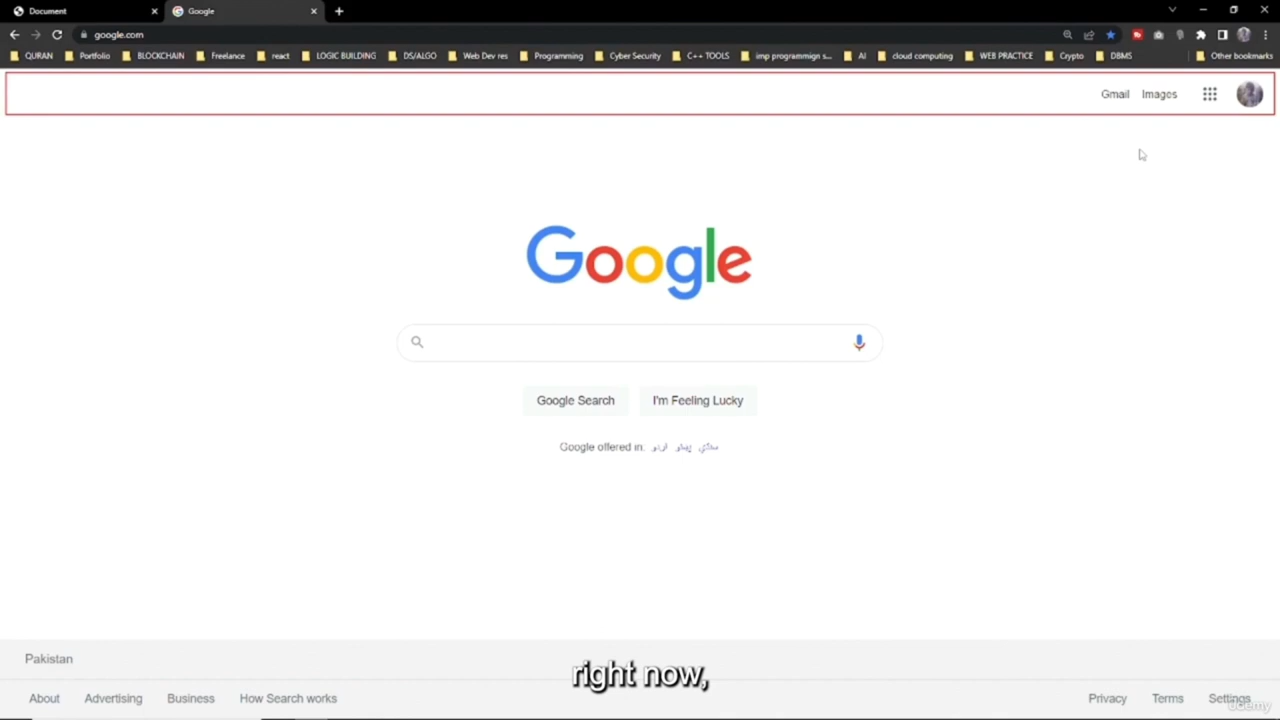 Document
Google
google.com
QURAN Portfolio BLOCKCHAIN Freelance react LOGIC BUILDING DS/ALGO Web Dev res Programming Cyber Security C++ TOOLS imp programmign s... AI cloud computing WEB PRACTICE Crypto DBMS Other bookmarks
Gmail Images
Google
Google Search I'm Feeling Lucky
Google offered in: اردو پښتو سنڌي
Pakistan
right now,
About Advertising Business How Search works Privacy Terms Settings
udemy